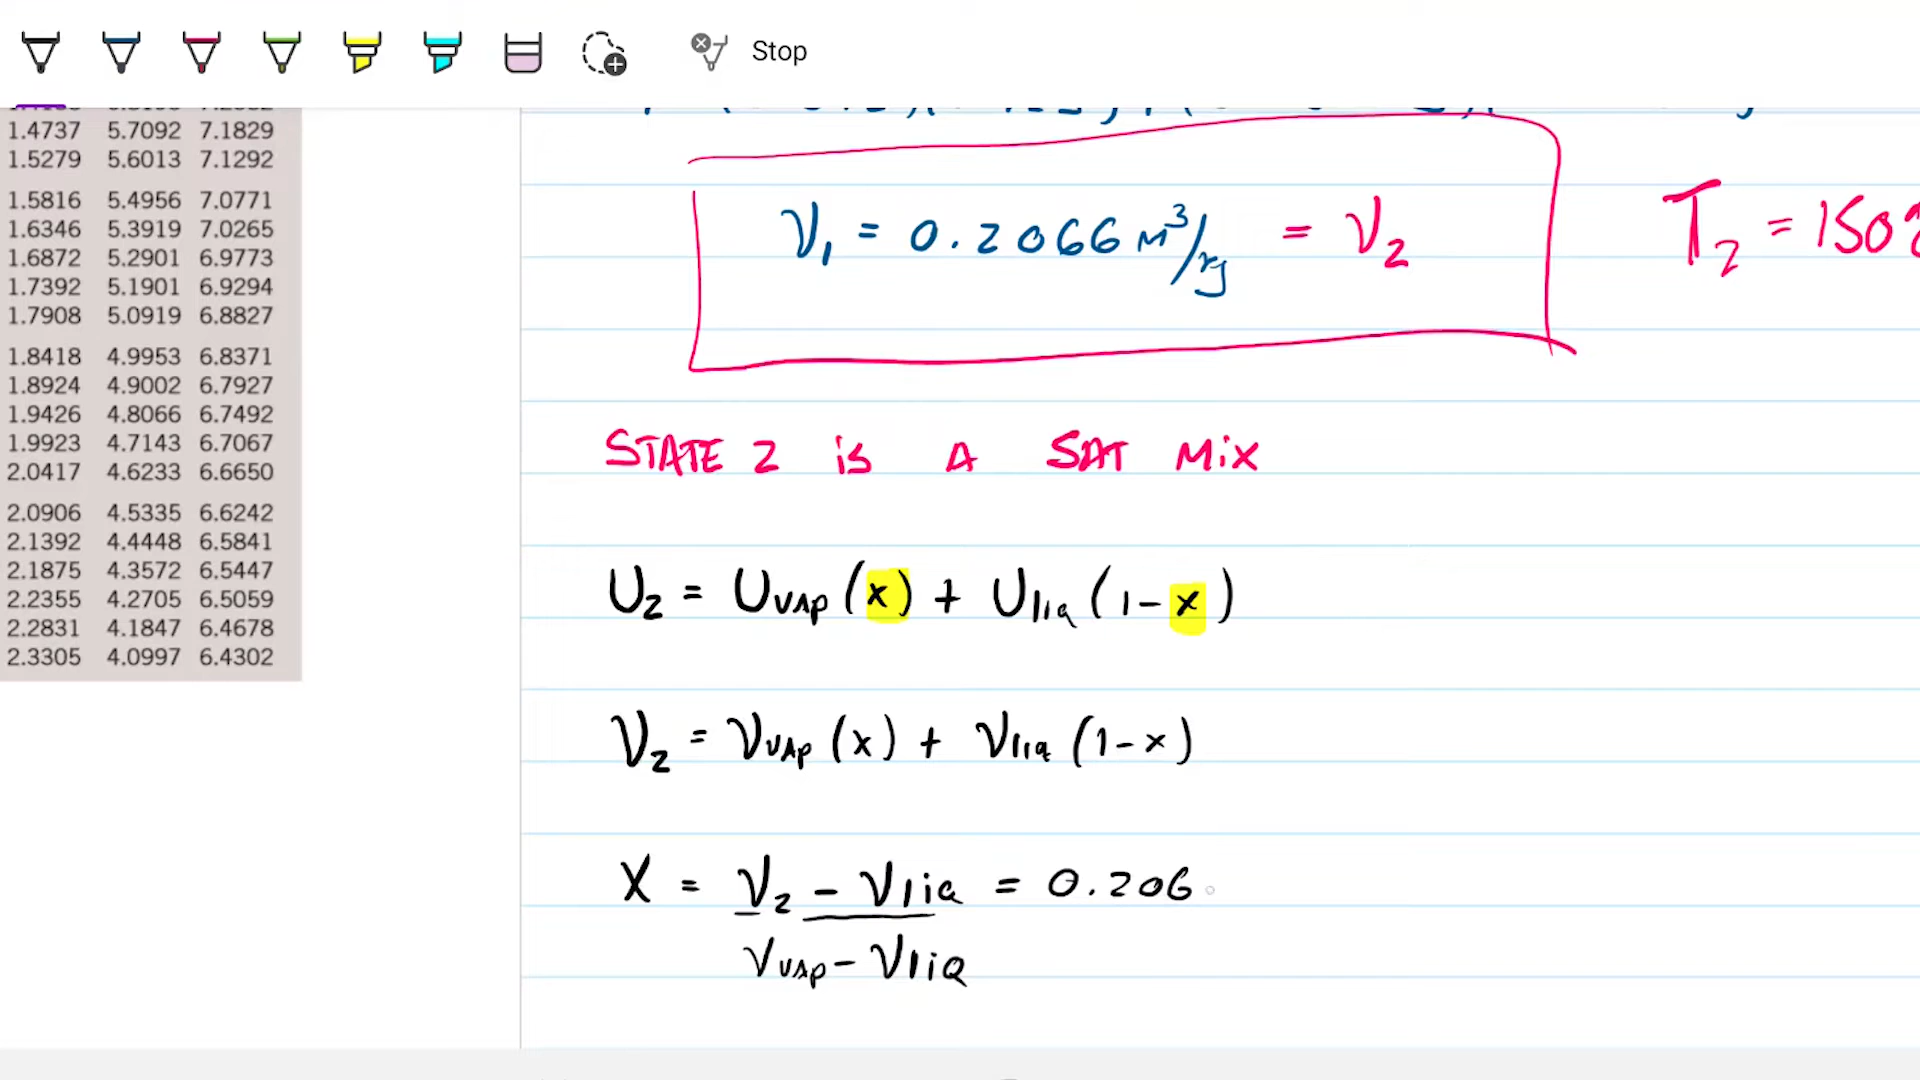 Stop
1.4737 5.7092 7.1829
1.5279 5.6013 7.1292
1.5816 5.4956 7.0771
1.6346 5.3919 7.0265
1.6872 5.2901 6.9773
1.7392 5.1901 6.9294
1.7908 5.0919 6.8827
1.8418 4.9953 6.8371
1.8924 4.9002 6.7927
1.9426 4.8066 6.7492
1.9923 4.7143 6.7067
2.0417 4.6233 6.6650
2.0906 4.5335 6.6242
2.1392 4.4448 6.5841
2.1875 4.3572 6.5447
2.2355 4.2705 6.5059
2.2831 4.1847 6.4678
2.3305 4.0997 6.4302
V₁ = 0.2066 m³/kg = V₂
T₂ = 150
STATE 2 is A SAT Mix
U₂ = Uvap (x) + Uliq (1-x)
V₂ = Vvap (x) + Vliq (1-x)
X = V₂ - Vliq = 0.206
Vvap - Vliq